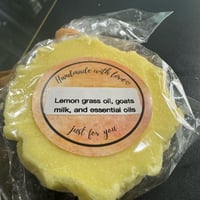 Handmade with love
Lemon grass oil, goats
milk, and essential oils
just for you